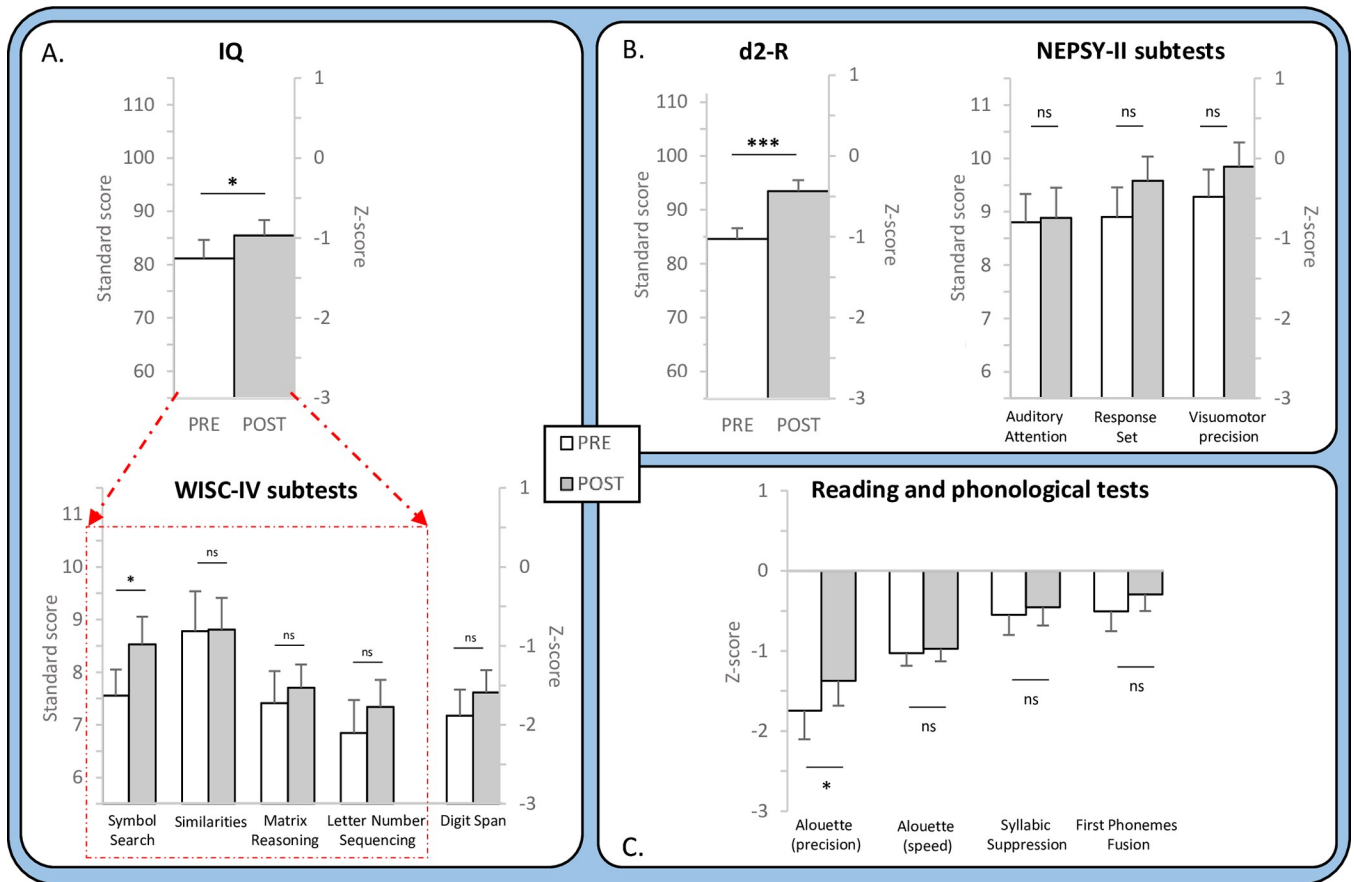 A.
IQ
110
100
90
80
70
60
Standard score
1
0
-1
-2
-3
Z-score
*
PRE POST
WISC-IV subtests
11
10
9
8
7
6
Standard score
1
0
-1
-2
-3
Z-score
*
ns
ns
ns
ns
Symbol Search
Similarities
Matrix Reasoning
Letter Number Sequencing
Digit Span
PRE
POST
B.
d2-R
110
100
90
80
70
60
Standard score
1
0
-1
-2
-3
Z-score
***
PRE POST
NEPSY-II subtests
11
10
9
8
7
6
Standard score
1
0
-1
-2
-3
Z-score
ns
ns
ns
Auditory Attention
Response Set
Visuomotor precision
Reading and phonological tests
1
0
-1
-2
-3
Z-score
*
ns
ns
ns
Alouette (precision)
Alouette (speed)
Syllabic Suppression
First Phonemes Fusion
C.